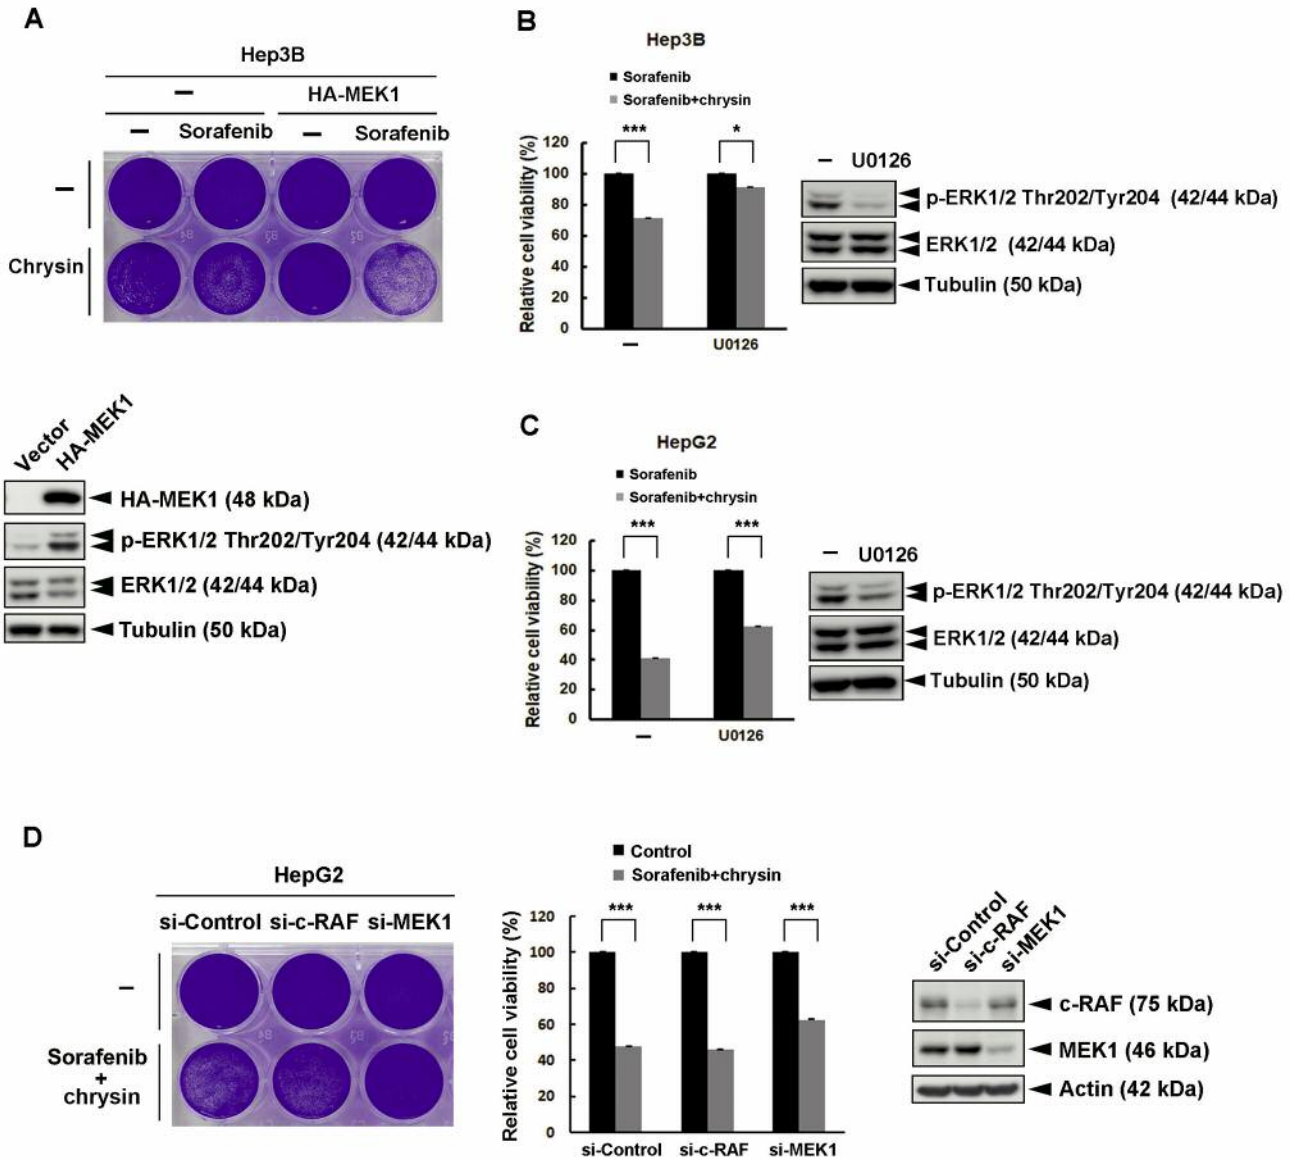 A
Hep3B
– HA-MEK1
– Sorafenib – Sorafenib
–
Chrysin
Vector
HA-MEK1
HA-MEK1 (48 kDa)
p-ERK1/2 Thr202/Tyr204 (42/44 kDa)
ERK1/2 (42/44 kDa)
Tubulin (50 kDa)
B
Hep3B
Sorafenib
Sorafenib+chrysin
Relative cell viability (%)
120
100
80
60
40
20
0
***
*
– U0126
– U0126
p-ERK1/2 Thr202/Tyr204 (42/44 kDa)
ERK1/2 (42/44 kDa)
Tubulin (50 kDa)
C
HepG2
Sorafenib
Sorafenib+chrysin
Relative cell viability (%)
120
100
80
60
40
20
0
***
***
– U0126
– U0126
p-ERK1/2 Thr202/Tyr204 (42/44 kDa)
ERK1/2 (42/44 kDa)
Tubulin (50 kDa)
D
HepG2
si-Control si-c-RAF si-MEK1
–
Sorafenib
+
chrysin
Control
Sorafenib+chrysin
Relative cell viability (%)
120
100
80
60
40
20
0
***
***
***
si-Control si-c-RAF si-MEK1
si-Control
si-c-RAF
si-MEK1
c-RAF (75 kDa)
MEK1 (46 kDa)
Actin (42 kDa)